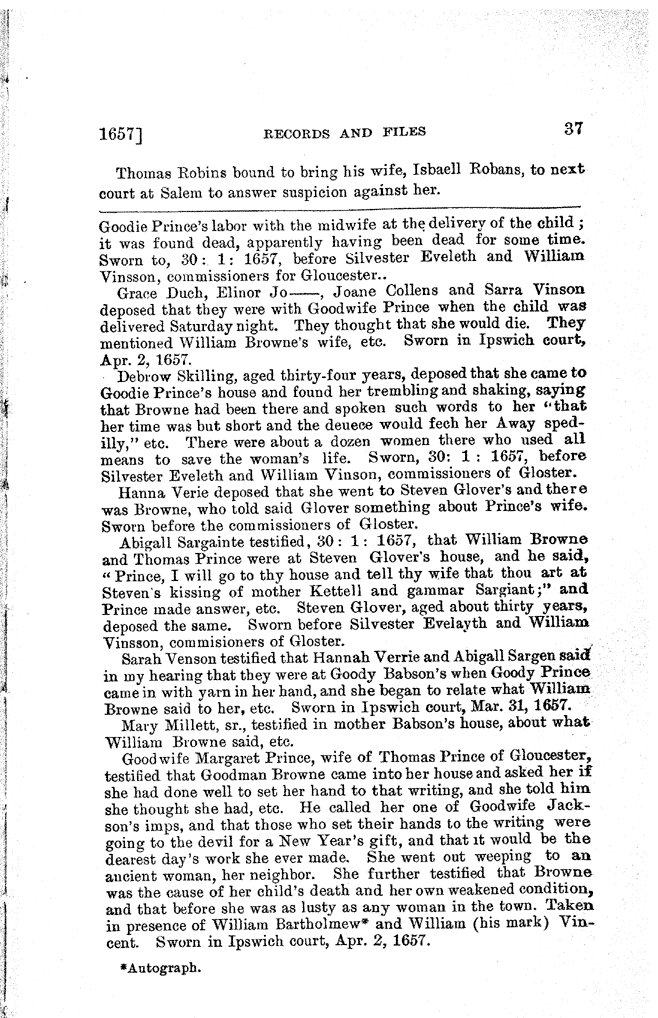 1657] RECORDS AND FILES 37
Thomas Robins bound to bring his wife, Isbaell Robans, to next
court at Salem to answer suspicion against her.
Goodie Prince's labor with the midwife at the delivery of the child;
it was found dead, apparently having been dead for some time.
Sworn to, 30: 1: 1657, before Silvester Eveleth and William
Vinsson, commissioners for Gloucester..
Grace Duch, Elinor Jo——, Joane Collens and Sarra Vinson
deposed that they were with Goodwife Prince when the child was
delivered Saturday night. They thought that she would die. They
mentioned William Browne's wife, etc. Sworn in Ipswich court,
Apr. 2, 1657.
Debrow Skilling, aged thirty-four years, deposed that she came to
Goodie Prince's house and found her trembling and shaking, saying
that Browne had been there and spoken such words to her "that
her time was but short and the deuece would fech her Away sped-
illy," etc. There were about a dozen women there who used all
means to save the woman's life. Sworn, 30: 1: 1657, before
Silvester Eveleth and William Vinson, commissioners of Gloster.
Hanna Verie deposed that she went to Steven Glover's and there
was Browne, who told said Glover something about Prince's wife.
Sworn before the commissioners of Gloster.
Abigall Sargainte testified, 30: 1: 1657, that William Browne
and Thomas Prince were at Steven Glover's house, and he said,
"Prince, I will go to thy house and tell thy wife that thou art at
Steven's kissing of mother Kettell and gammar Sargiant;" and
Prince made answer, etc. Steven Glover, aged about thirty years,
deposed the same. Sworn before Silvester Evelayth and William
Vinsson, commisioners of Gloster.
Sarah Venson testified that Hannah Verrie and Abigall Sargen said
in my hearing that they were at Goody Babson's when Goody Prince
came in with yarn in her hand, and she began to relate what William
Browne said to her, etc. Sworn in Ipswich court, Mar. 31, 1657.
Mary Millett, sr., testified in mother Babson's house, about what
William Browne said, etc.
Goodwife Margaret Prince, wife of Thomas Prince of Gloucester,
testified that Goodman Browne came into her house and asked her if
she had done well to set her hand to that writing, and she told him
she thought she had, etc. He called her one of Goodwife Jack-
son's imps, and that those who set their hands to the writing were
going to the devil for a New Year's gift, and that it would be the
dearest day's work she ever made. She went out weeping to an
ancient woman, her neighbor. She further testified that Browne
was the cause of her child's death and her own weakened condition,
and that before she was as lusty as any woman in the town. Taken
in presence of William Bartholmew* and William (his mark) Vin-
cent. Sworn in Ipswich court, Apr. 2, 1657.
*Autograph.